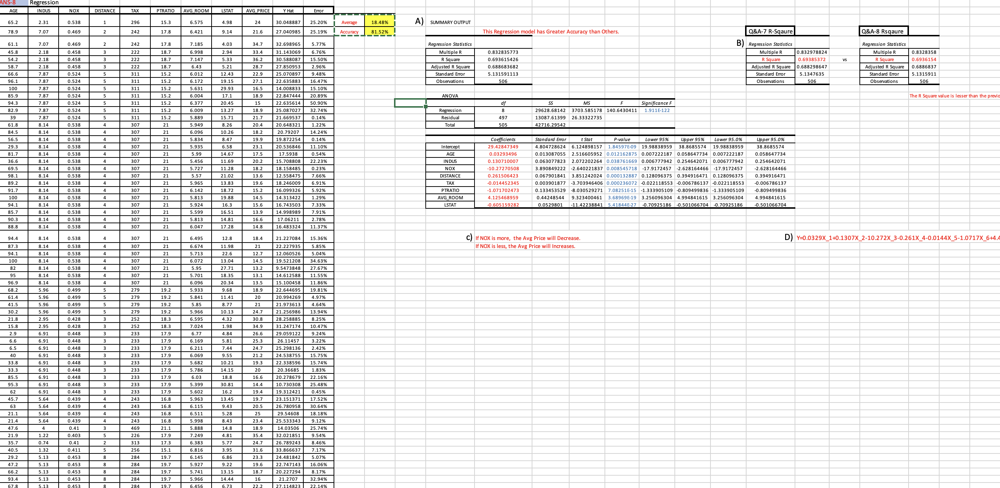 ANS-8 Regression
AGE INDUS NOX DISTANCE TAX PTRATIO AVG_ROOM LSTAT AVG_PRICE Y Hat Error
65.2 2.31 0.538 1 296 15.3 6.575 4.98 24 30.048887 25.20% Average 18.48% A) SUMMARY OUTPUT
78.9 7.07 0.469 2 242 17.8 6.421 9.14 21.6 27.040985 25.19% Accuracy 81.52% This Regression model has Greater Accuracy than Others. Q&A-7 R-Sqaure Q&A-8 Rsqaure
61.1 7.07 0.469 2 242 17.8 7.185 4.03 34.7 32.698965 5.77% Regression Statistics B) Regression Statistics Regression Statistics
45.8 2.18 0.458 3 222 18.7 6.998 2.94 33.4 31.143069 6.76% Multiple R 0.832835773 Multiple R 0.832978824 Multiple R 0.8328358
54.2 2.18 0.458 3 222 18.7 7.147 5.33 36.2 30.588087 15.50% R Square 0.693615426 R Square 0.69385372 vs R Square 0.6936154
58.7 2.18 0.458 3 222 18.7 6.43 5.21 28.7 27.850953 2.96% Adjusted R Square 0.688683682 Adjusted R Square 0.688298647 Adjusted R Square 0.6886837
66.6 7.87 0.524 5 311 15.2 6.012 12.43 22.9 25.070897 9.48% Standard Error 5.131591113 Standard Error 5.1347635 Standard Error 5.1315911
96.1 7.87 0.524 5 311 15.2 6.172 19.15 27.1 22.635883 16.47% Observations 506 Observations 506 Observations 506
100 7.87 0.524 5 311 15.2 5.631 29.93 16.5 14.008833 15.10%
85.9 7.87 0.524 5 311 15.2 6.004 17.1 18.9 22.847444 20.89% ANOVA The R Square value is lesser than the previo
94.3 7.87 0.524 5 311 15.2 6.377 20.45 15 22.635614 50.90% df SS MS F Significance F
82.9 7.87 0.524 5 311 15.2 6.009 13.27 18.9 25.087027 32.74% Regression 8 29628.68142 3703.585178 140.6430411 1.911E-122
39 7.87 0.524 5 311 15.2 5.889 15.71 21.7 21.669537 0.14% Residual 497 13087.61399 26.33322735
61.8 8.14 0.538 4 307 21 5.949 8.26 20.4 20.648321 1.22% Total 505 42716.29542
84.5 8.14 0.538 4 307 21 6.096 10.26 18.2 20.79207 14.24%
56.5 8.14 0.538 4 307 21 5.834 8.47 19.9 19.872254 0.14% Coefficients Standard Error t Stat P-value Lower 95% Upper 95% Lower 95.0% Upper 95.0%
29.3 8.14 0.538 4 307 21 5.935 6.58 23.1 20.536846 11.10% Intercept 29.42847349 4.804728624 6.124898157 1.84597E-09 19.98838959 38.8685574 19.98838959 38.8685574
81.7 8.14 0.538 4 307 21 5.99 14.67 17.5 17.5938 0.54% AGE 0.03293496 0.013087055 2.516605952 0.012162875 0.007222187 0.058647734 0.007222187 0.058647734
36.6 8.14 0.538 4 307 21 5.456 11.69 20.2 15.708808 22.23% INDUS 0.130710007 0.063077823 2.072202264 0.038761669 0.006777942 0.254642071 0.006777942 0.254642071
69.5 8.14 0.538 4 307 21 5.727 11.28 18.2 18.158485 0.23% NOX -10.27270508 3.890849222 -2.640221837 0.008545718 -17.9172457 -2.628164466 -17.9172457 -2.628164466
98.1 8.14 0.538 4 307 21 5.57 21.02 13.6 12.558475 7.66% DISTANCE 0.261506423 0.067901841 3.851242024 0.000132887 0.128096375 0.394916471 0.128096375 0.394916471
89.2 8.14 0.538 4 307 21 5.965 13.83 19.6 18.246009 6.91% TAX -0.014452345 0.003901877 -3.703946406 0.000236072 -0.022118553 -0.006786137 -0.022118553 -0.006786137
91.7 8.14 0.538 4 307 21 6.142 18.72 15.2 16.099326 5.92% PTRATIO -1.071702473 0.133453529 -8.030529271 7.08251E-15 -1.333905109 -0.809499836 -1.333905109 -0.809499836
100 8.14 0.538 4 307 21 5.813 19.88 14.5 14.313422 1.29% AVG_ROOM 4.125468959 0.44248544 9.323400461 3.68969E-19 3.256096304 4.994841615 3.256096304 4.994841615
94.1 8.14 0.538 4 307 21 5.924 16.3 15.6 16.743503 7.33% LSTAT -0.605159282 0.0529801 -11.42238841 5.41844E-27 -0.70925186 -0.501066704 -0.70925186 -0.501066704
85.7 8.14 0.538 4 307 21 5.599 16.51 13.9 14.998989 7.91%
90.3 8.14 0.538 4 307 21 5.813 14.81 16.6 17.06211 2.78%
88.8 8.14 0.538 4 307 21 6.047 17.28 14.8 16.483324 11.37%
94.4 8.14 0.538 4 307 21 6.495 12.8 18.4 21.227084 15.36% c) If NOX is more, the Avg Price will Decrease. D) Y=0.0329X_1+0.1307X_2-10.272X_3-0.261X_4-0.0144X_5-1.0717X_6+4.4
87.3 8.14 0.538 4 307 21 6.674 11.98 21 22.227935 5.85% If NOX is less, the Avg Price will Increases.
94.1 8.14 0.538 4 307 21 5.713 22.6 12.7 12.060526 5.04%
100 8.14 0.538 4 307 21 6.072 13.04 14.5 19.521208 34.63%
82 8.14 0.538 4 307 21 5.95 27.71 13.2 9.5473848 27.67%
95 8.14 0.538 4 307 21 5.701 18.35 13.1 14.612588 11.55%
96.9 8.14 0.538 4 307 21 6.096 20.34 13.5 15.100458 11.86%
68.2 5.96 0.499 5 279 19.2 5.933 9.68 18.9 22.644695 19.81%
61.4 5.96 0.499 5 279 19.2 5.841 11.41 20 20.994269 4.97%
41.5 5.96 0.499 5 279 19.2 5.85 8.77 21 21.973613 4.64%
30.2 5.96 0.499 5 279 19.2 5.966 10.13 24.7 21.256986 13.94%
21.8 2.95 0.428 3 252 18.3 6.595 4.32 30.8 28.258885 8.25%
15.8 2.95 0.428 3 252 18.3 7.024 1.98 34.9 31.247174 10.47%
2.9 6.91 0.448 3 233 17.9 6.77 4.84 26.6 29.059122 9.24%
6.6 6.91 0.448 3 233 17.9 6.169 5.81 25.3 26.11457 3.22%
6.5 6.91 0.448 3 233 17.9 6.211 7.44 24.7 25.298136 2.42%
40 6.91 0.448 3 233 17.9 6.069 9.55 21.2 24.538755 15.75%
33.8 6.91 0.448 3 233 17.9 5.682 10.21 19.3 22.338596 15.74%
33.3 6.91 0.448 3 233 17.9 5.786 14.15 20 20.36685 1.83%
85.5 6.91 0.448 3 233 17.9 6.03 18.8 16.6 20.278679 22.16%
95.3 6.91 0.448 3 233 17.9 5.399 30.81 14.4 10.730308 25.48%
62 6.91 0.448 3 233 17.9 5.602 16.2 19.4 19.312421 0.45%
45.7 5.64 0.439 4 243 16.8 5.963 13.45 19.7 23.151371 17.52%
63 5.64 0.439 4 243 16.8 6.115 9.43 20.5 26.780958 30.64%
21.1 5.64 0.439 4 243 16.8 6.511 5.28 25 29.54608 18.18%
21.4 5.64 0.439 4 243 16.8 5.998 8.43 23.4 25.533343 9.12%
47.6 4 0.41 3 469 21.1 5.888 14.8 18.9 14.03506 25.74%
21.9 1.22 0.403 5 226 17.9 7.249 4.81 35.4 32.021851 9.54%
35.7 0.74 0.41 2 313 17.3 6.383 5.77 24.7 26.789243 8.46%
40.5 1.32 0.411 5 256 15.1 6.816 3.95 31.6 33.866637 7.17%
29.2 5.13 0.453 8 284 19.7 6.145 6.86 23.3 24.481842 5.07%
47.2 5.13 0.453 8 284 19.7 5.927 9.22 19.6 22.747143 16.06%
66.2 5.13 0.453 8 284 19.7 5.741 13.15 18.7 20.227294 8.17%
93.4 5.13 0.453 8 284 19.7 5.966 14.44 16 21.2707 32.94%
67.8 5.13 0.453 8 284 19.7 6.456 6.73 22.2 27.114823 22.14%